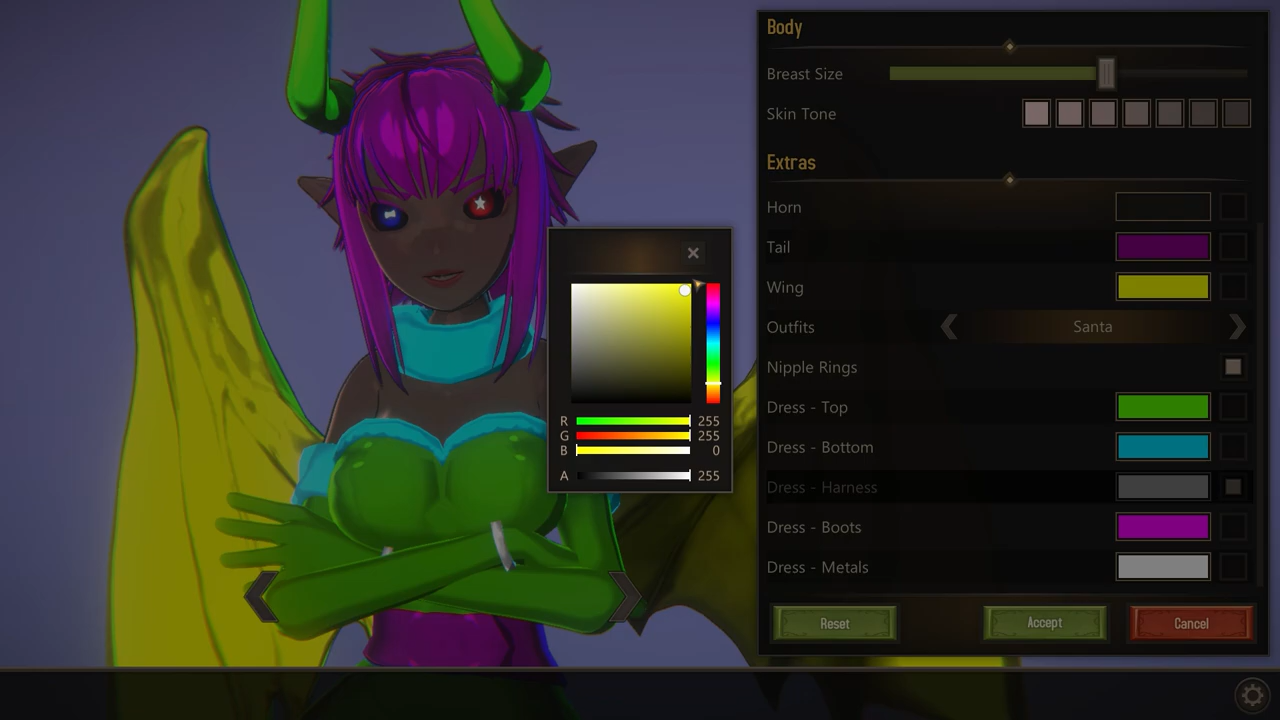 Body
Breast Size
Skin Tone
Extras
Horn
Tail
Wing
Outfits Santa
Nipple Rings
Dress - Top
Dress - Bottom
Dress - Harness
Dress - Boots
Dress - Metals
Reset Accept Cancel
R 255
G 255
B 0
A 255